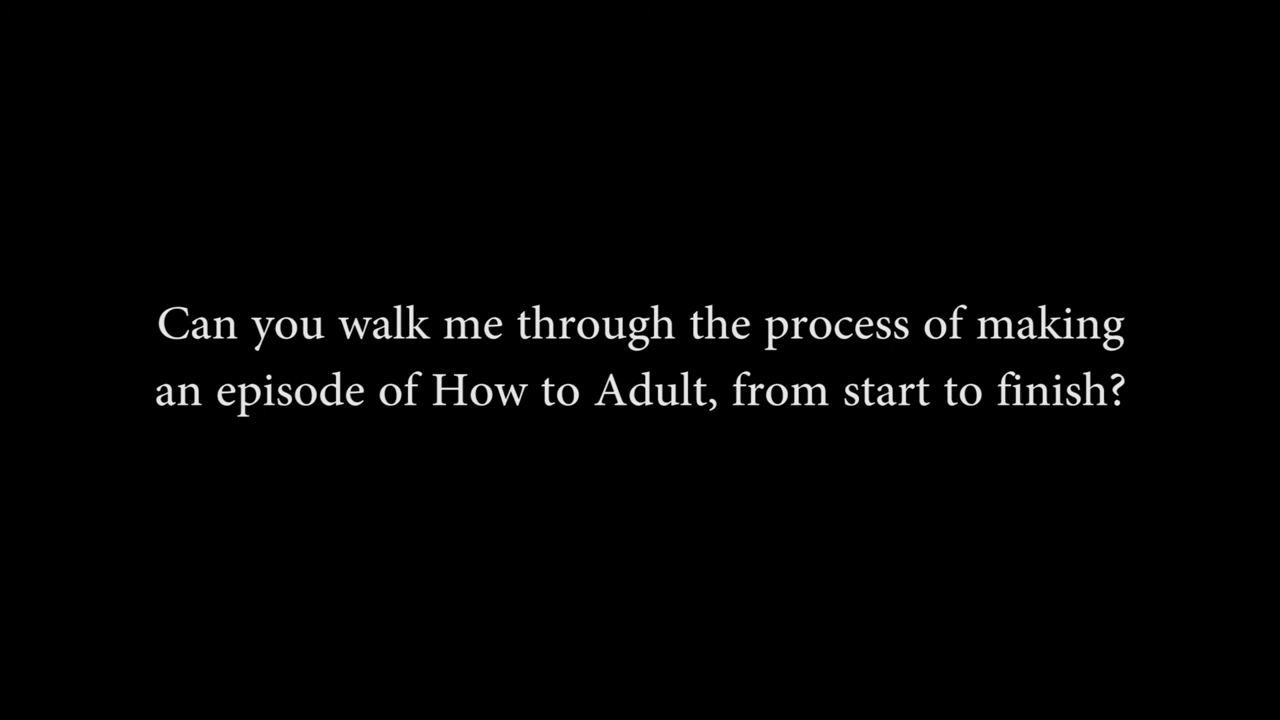 Can you walk me through the process of making
an episode of How to Adult, from start to finish?